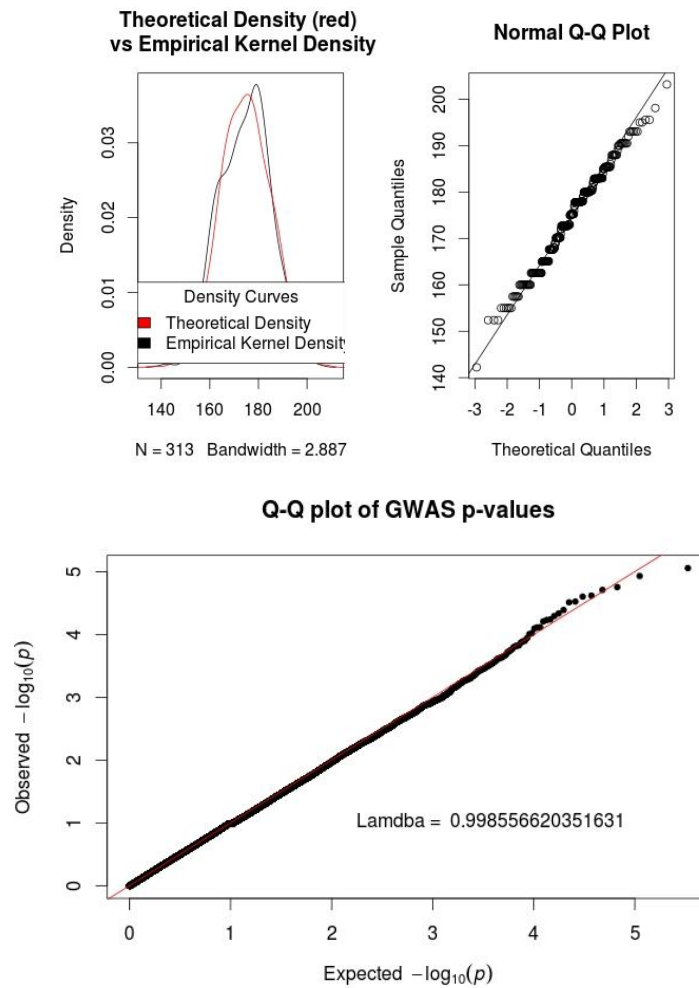 Theoretical Density (red)
vs Empirical Kernel Density
Density
0.00
0.01
0.02
0.03
Density Curves
Theoretical Density
Empirical Kernel Density
140 160 180 200
N = 313 Bandwidth = 2.887
Normal Q-Q Plot
Sample Quantiles
140
150
160
170
180
190
200
-3 -2 -1 0 1 2 3
Theoretical Quantiles
Q-Q plot of GWAS p-values
Observed −log10(p)
0
1
2
3
4
5
Lamdba = 0.998556620351631
0 1 2 3 4 5
Expected −log10(p)